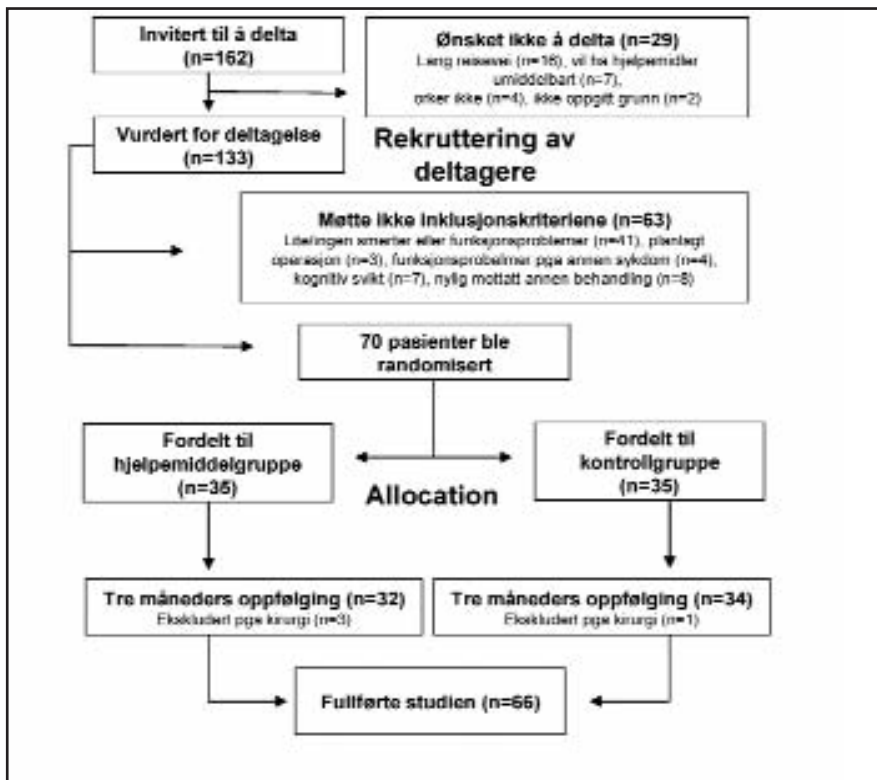 Invitert til å delta
(n=162)
Ønsket ikke å delta (n=29)
Lang reisevei (n=16), vil ha hjelpemidler
umiddelbart (n=7),
orker ikke (n=4), ikke oppgitt grunn (n=2)
Vurdert for deltagelse
(n=133)
Rekruttering av
deltagere
Møtte ikke inklusjonskriteriene (n=63)
Lite/ingen smerter eller funksjonsproblemer (n=41), planlagt
operasjon (n=3), funksjonsprobelmer pga annen sykdom (n=4),
kognitiv svikt (n=7), nylig mottatt annen behandling (n=8)
70 pasienter ble
randomisert
Fordelt til
hjelpemiddelgruppe
(n=35)
Fordelt til
kontrollgruppe
(n=35)
Allocation
Tre måneders oppfølging (n=32)
Ekskludert pga kirurgi (n=3)
Tre måneders oppfølging (n=34)
Ekskludert pga kirurgi (n=1)
Fullførte studien (n=66)